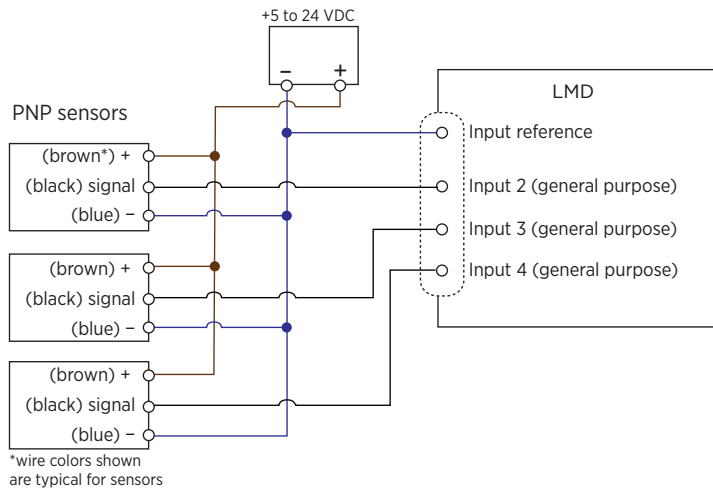 +5 to 24 VDC
– +
PNP sensors
LMD
(brown*) +
(black) signal
(blue) –
Input reference
Input 2 (general purpose)
Input 3 (general purpose)
Input 4 (general purpose)
(brown) +
(black) signal
(blue) –
(brown) +
(black) signal
(blue) –
*wire colors shown
are typical for sensors